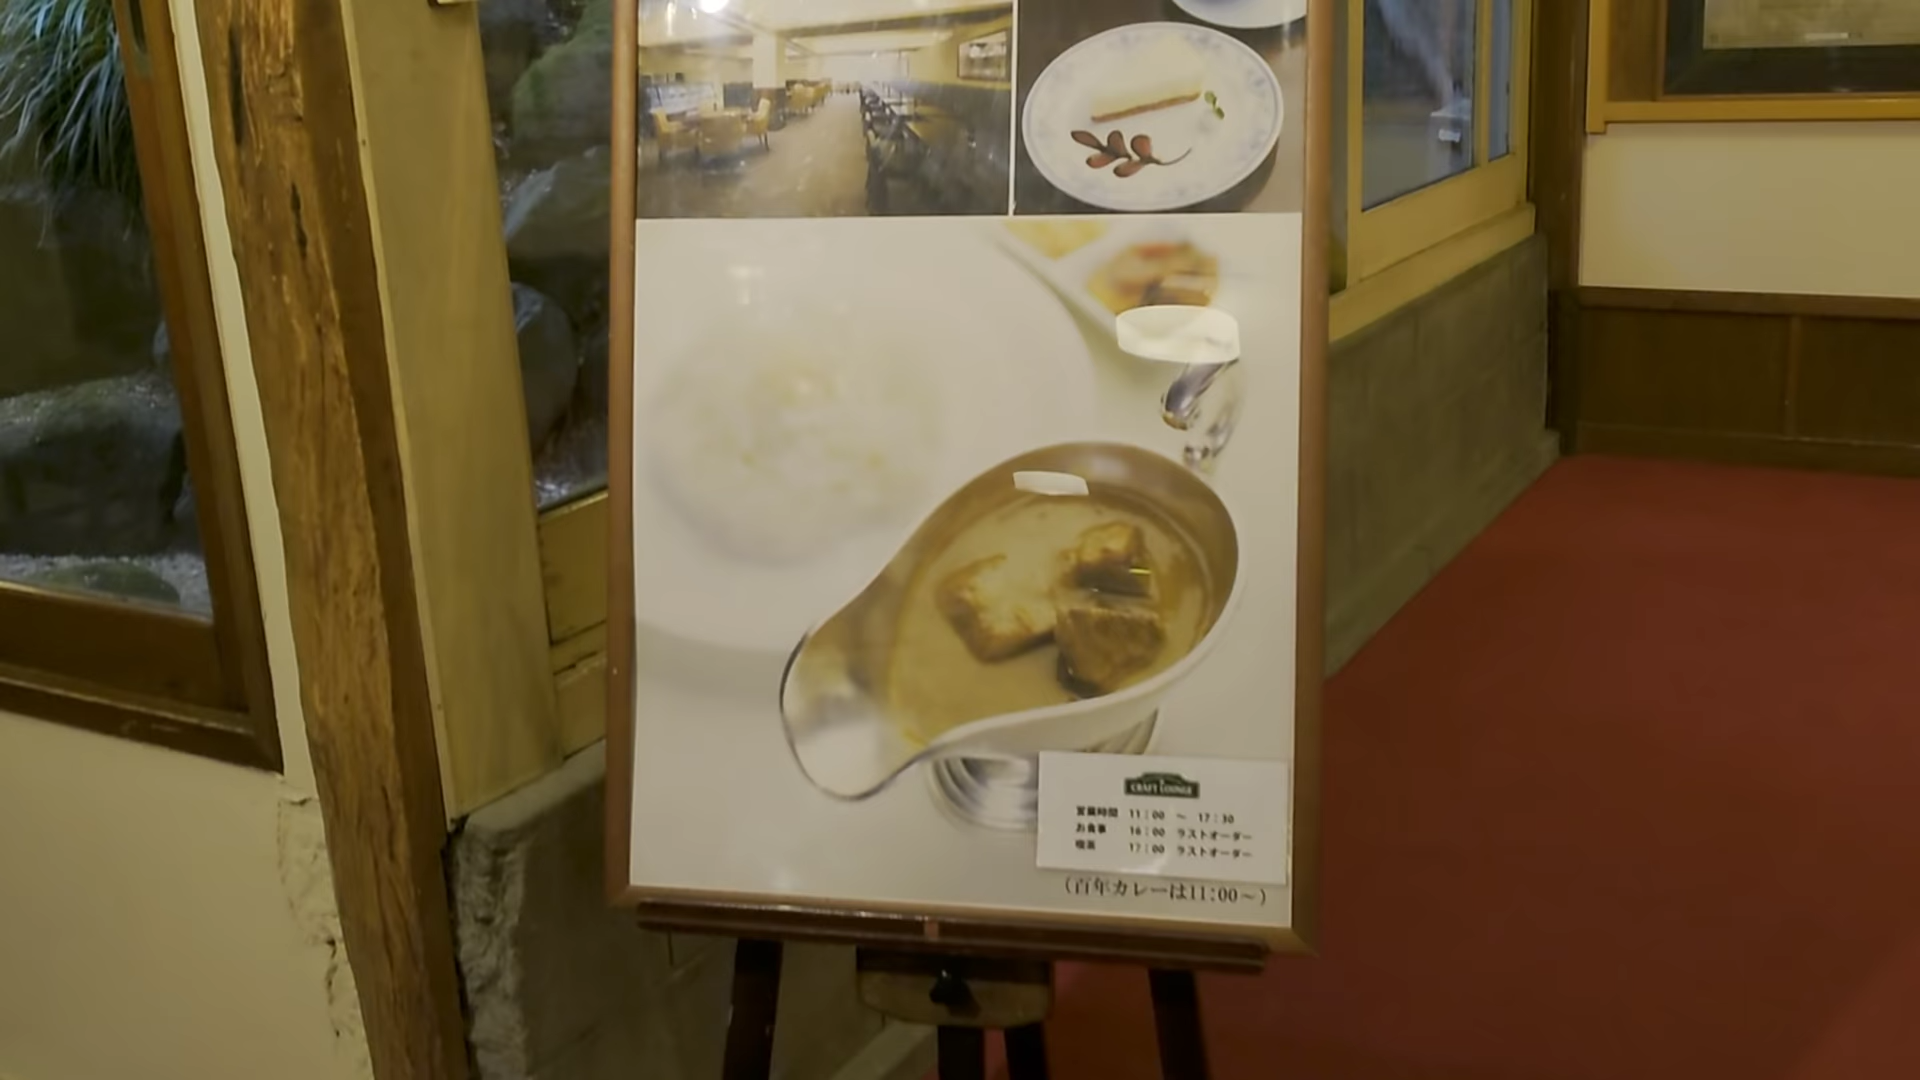 CRAFT LOUNGE
営業時間 11:00 ～ 17:30
お食事 16:00 ラストオーダー
喫茶 17:00 ラストオーダー
(百年カレーは11:00～)